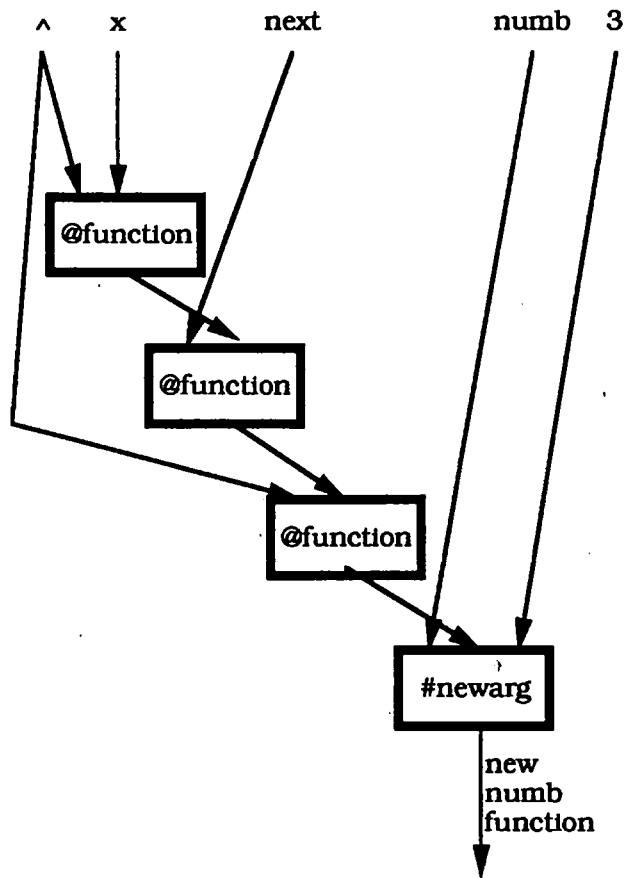 ^ x next numb 3
@function
@function
@function
#newarg
new
numb
function